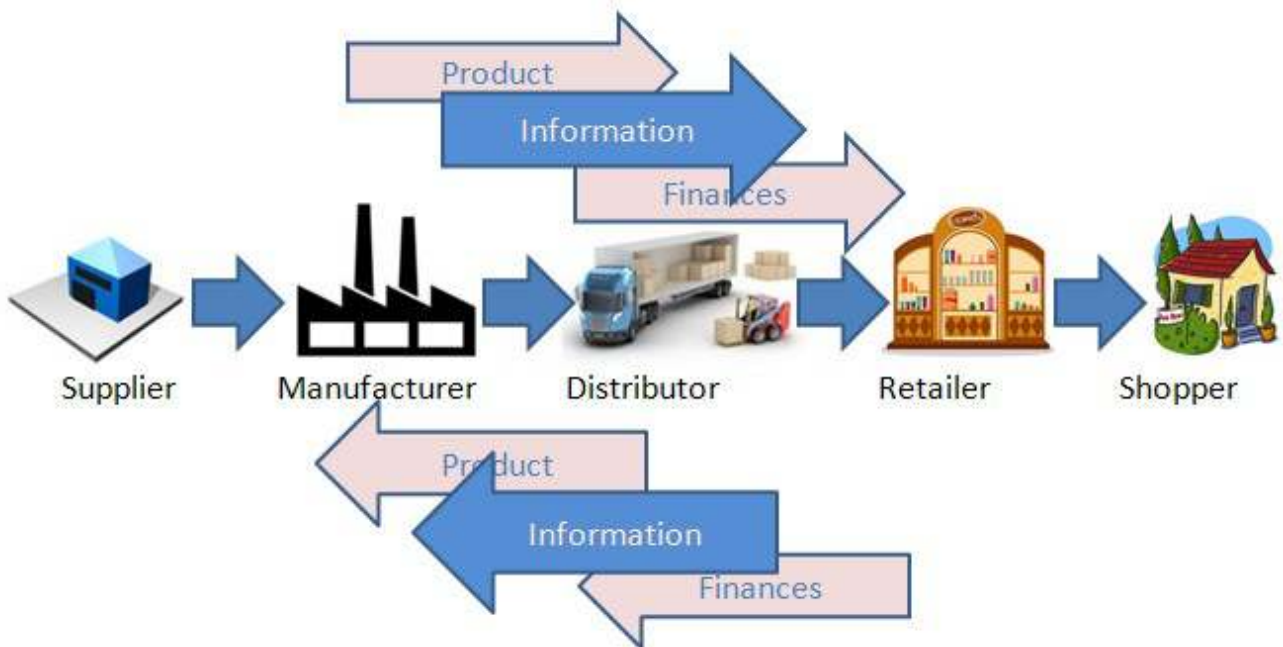 Product
Information
Finances
Supplier
Manufacturer
Distributor
Retailer
Shopper
Product
Information
Finances